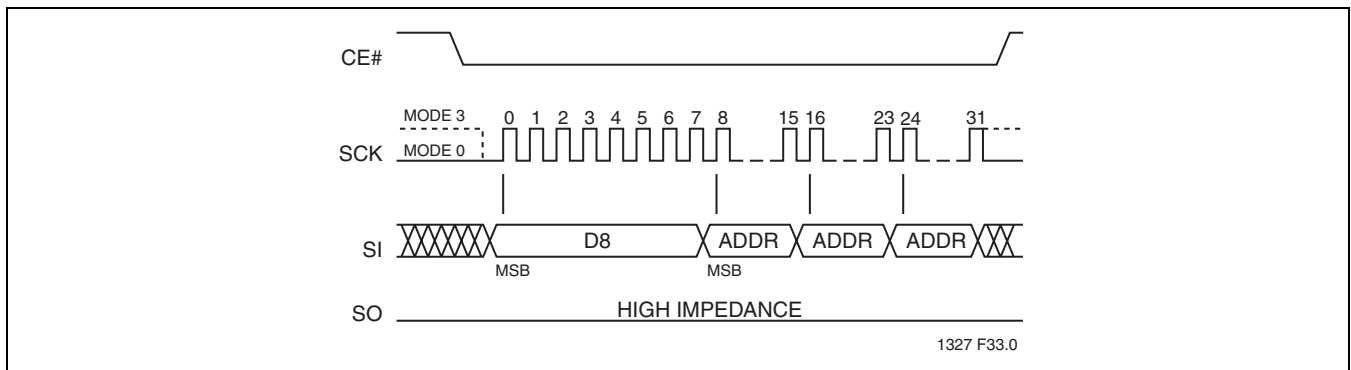 CE#
MODE 3
0 1 2 3 4 5 6 7 8 15 16 23 24 31
SCK
MODE 0
SI
D8 ADDR ADDR ADDR
MSB MSB
SO
HIGH IMPEDANCE
1327 F33.0